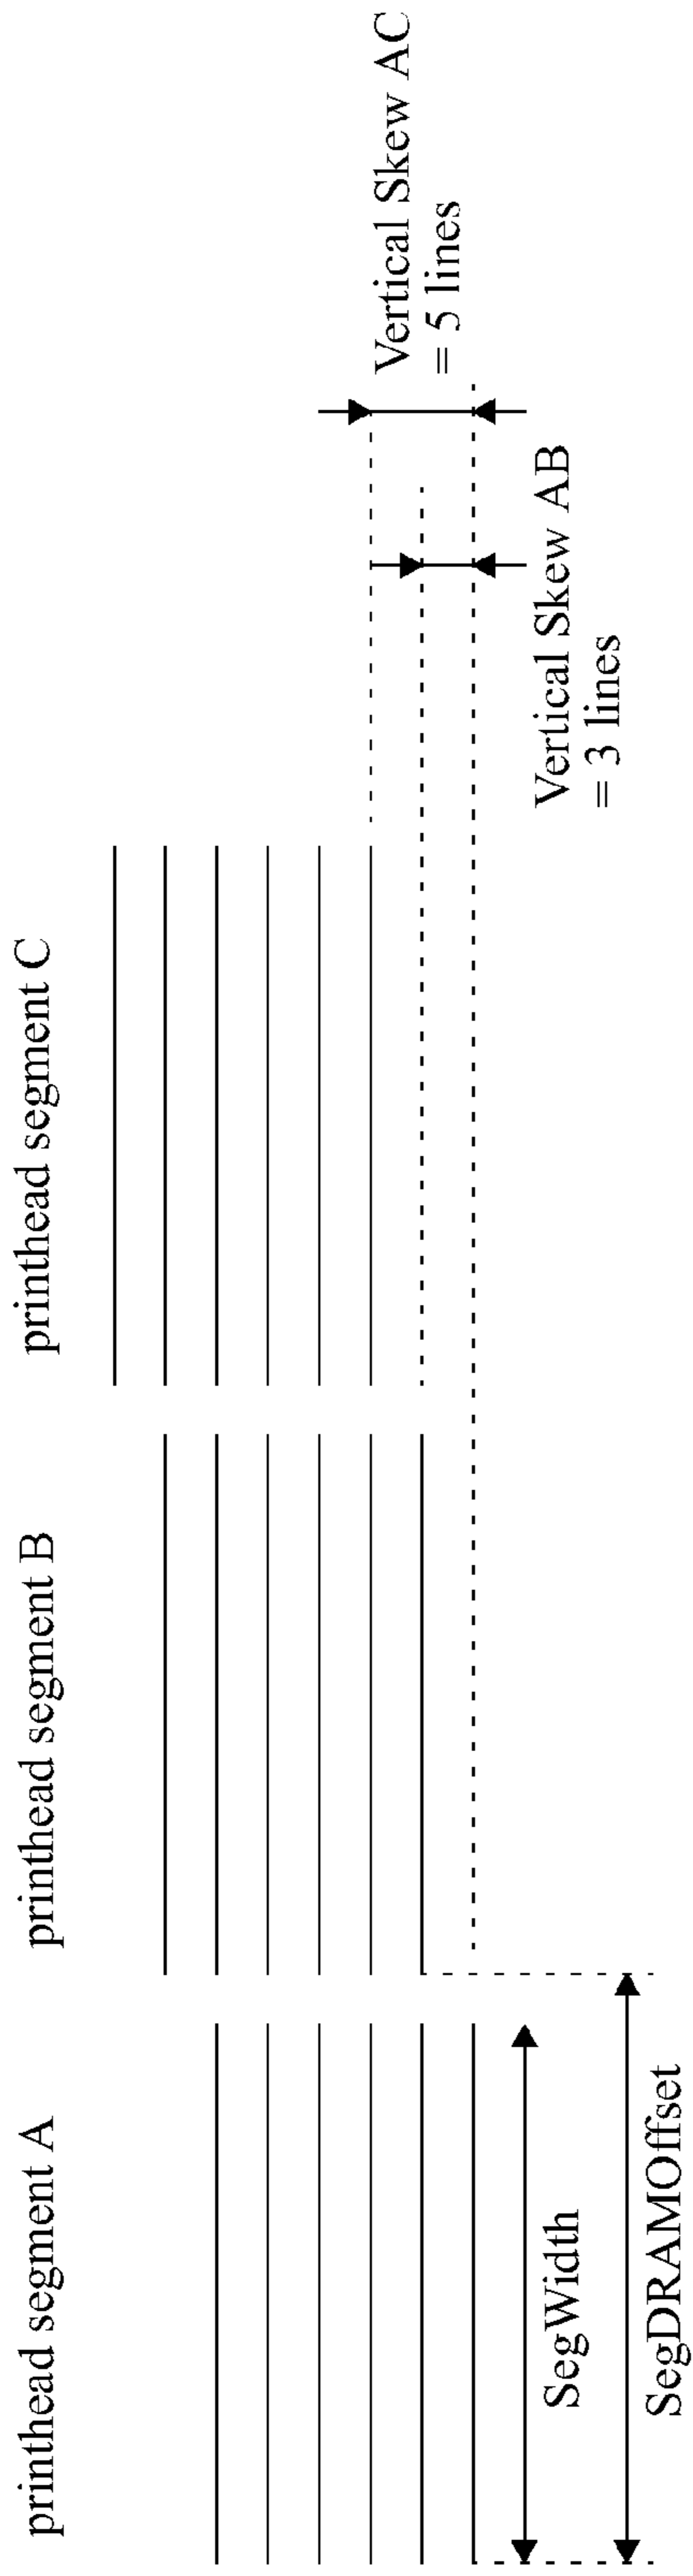 printhead segment A
printhead segment B
printhead segment C
Vertical Skew AC
= 5 lines
Vertical Skew AB
= 3 lines
SegWidth
SegDRAMOffset